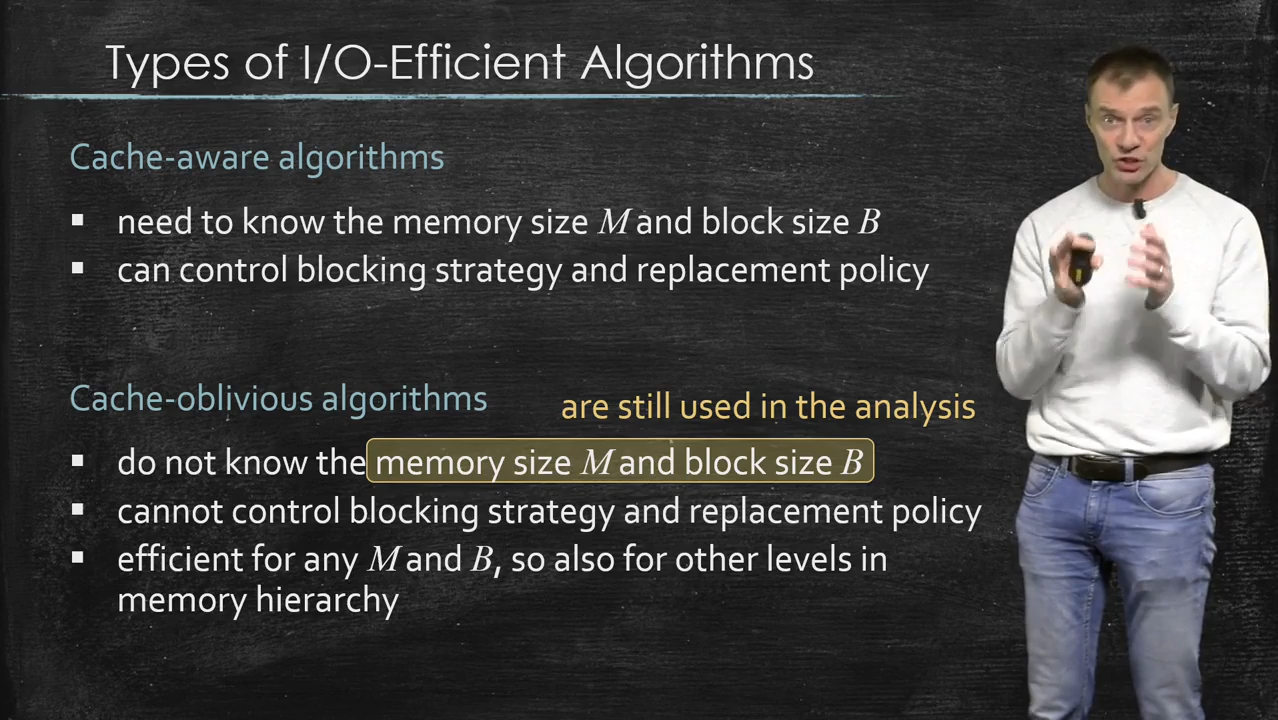 Types of I/O-Efficient Algorithms
Cache-aware algorithms
▪ need to know the memory size M and block size B
▪ can control blocking strategy and replacement policy
Cache-oblivious algorithms
are still used in the analysis
▪ do not know the memory size M and block size B
▪ cannot control blocking strategy and replacement policy
▪ efficient for any M and B, so also for other levels in
memory hierarchy